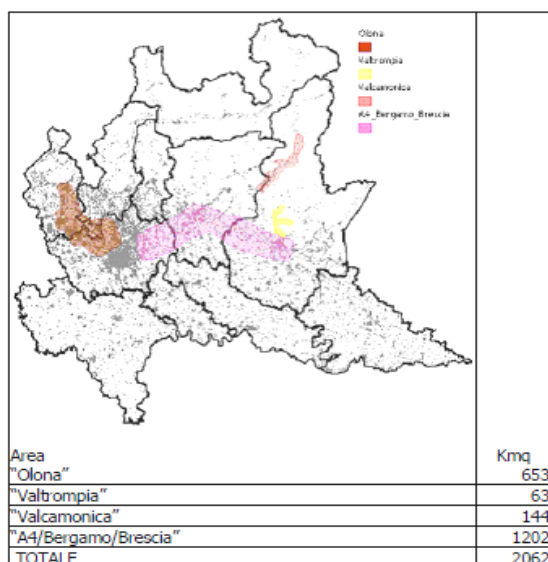 Olona
Valtrompia
Valcamonica
A4_Bergamo_Brescia
Area Kmq
"Olona" 653
"Valtrompia" 63
"Valcamonica" 144
"A4/Bergamo/Brescia" 1202
TOTALE 2062